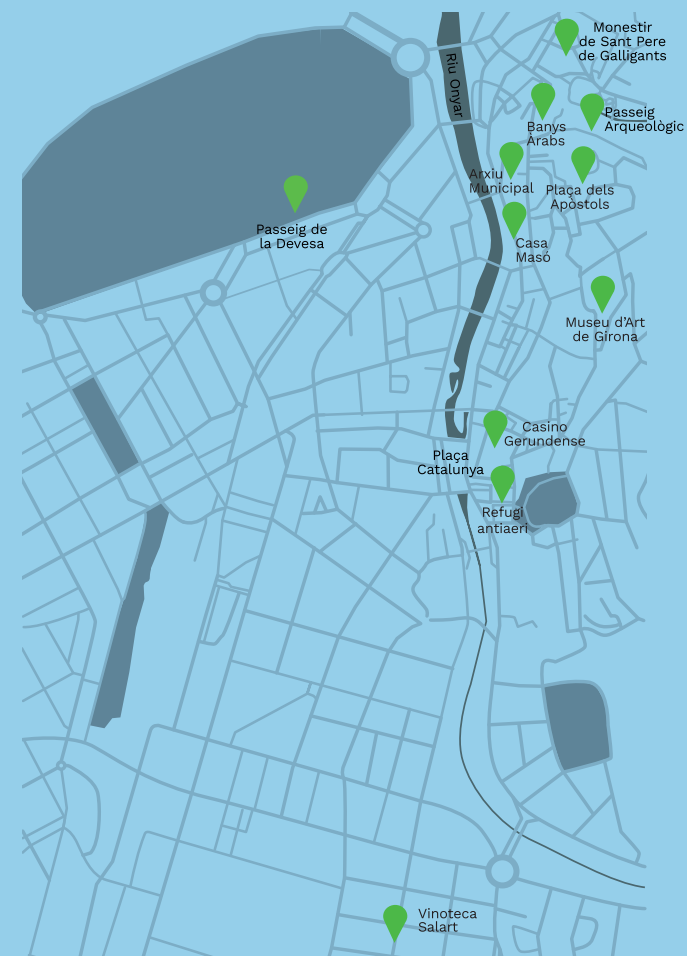 Monestir
de Sant Pere
de Galligants
Riu Onyar
Passeig
Arqueològic
Banys
Àrabs
Arxiu
Municipal
Plaça dels
Apòstols
Passeig de
la Devesa
Casa
Masó
Museu d'Art
de Girona
Casino
Gerundense
Plaça
Catalunya
Refugi
antiaeri
Vinoteca
Salart